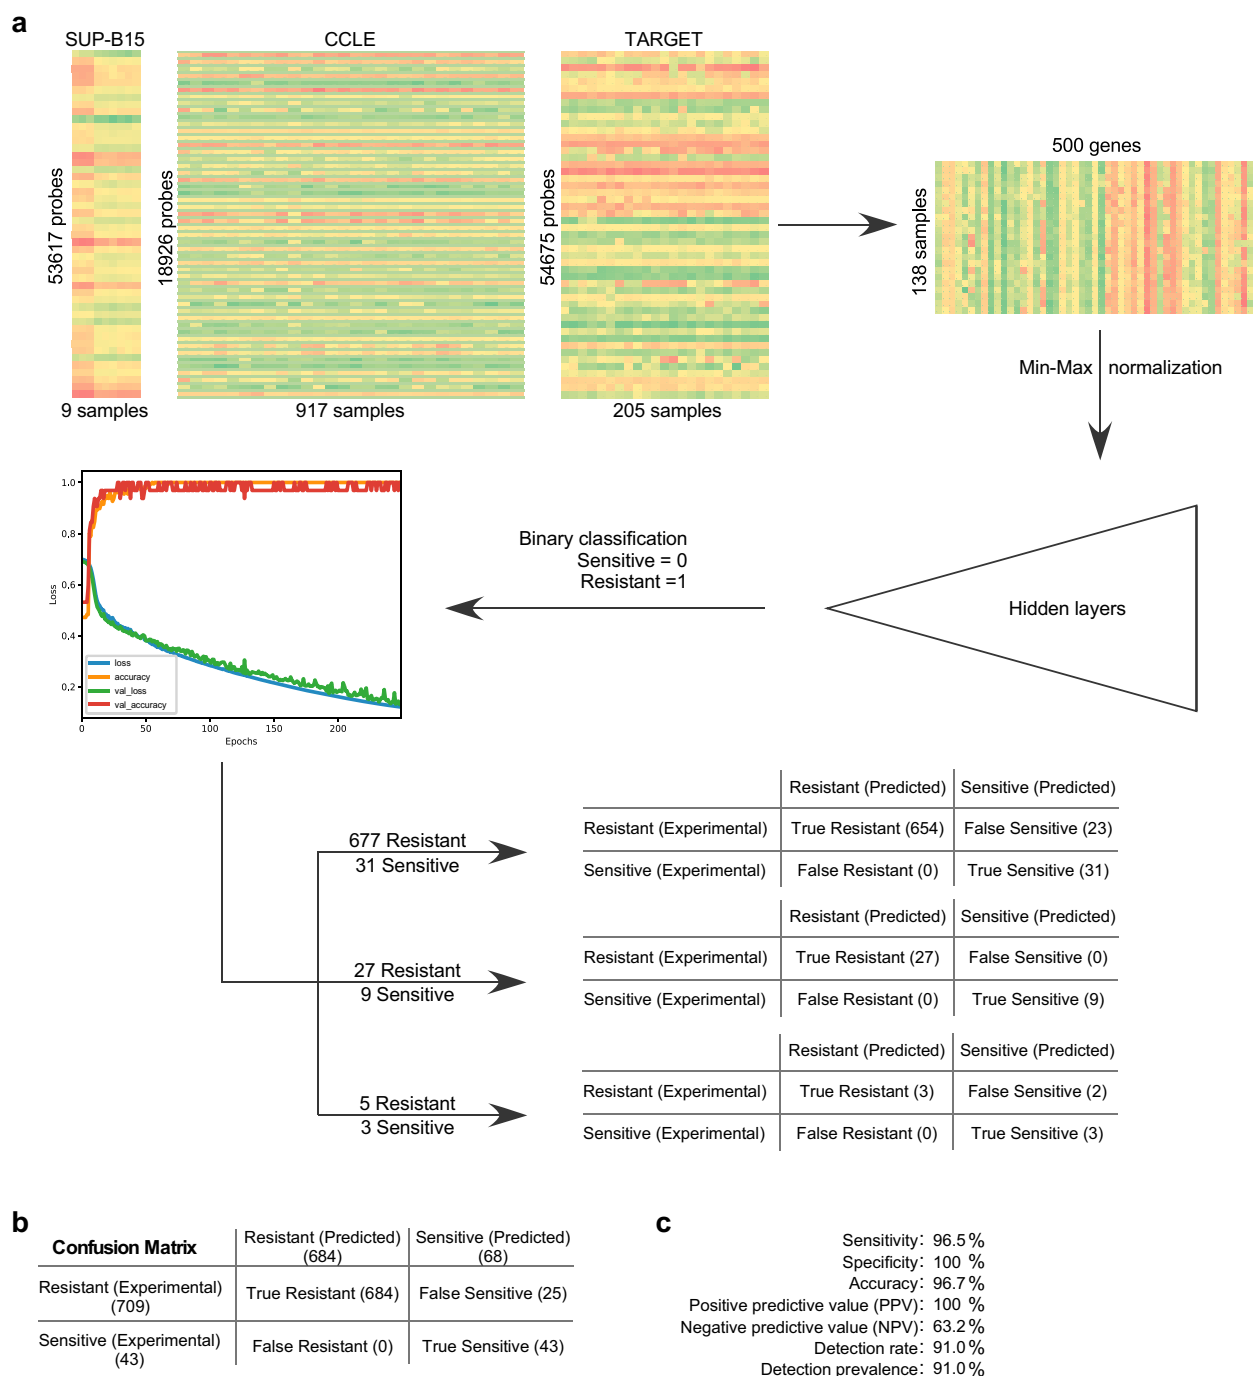 a
SUP-B15
CCLE
TARGET
53617 probes
18926 probes
54675 probes
9 samples
917 samples
205 samples
500 genes
138 samples
Min-Max normalization
Hidden layers
Binary classification
Sensitive = 0
Resistant =1
1.0
0.8
0.6
0.4
0.2
Loss
loss
accuracy
val_loss
val_accuracy
0 50 100 150 200
Epochs
677 Resistant
31 Sensitive
Resistant (Predicted) Sensitive (Predicted)
Resistant (Experimental) True Resistant (654) False Sensitive (23)
Sensitive (Experimental) False Resistant (0) True Sensitive (31)
27 Resistant
9 Sensitive
Resistant (Predicted) Sensitive (Predicted)
Resistant (Experimental) True Resistant (27) False Sensitive (0)
Sensitive (Experimental) False Resistant (0) True Sensitive (9)
5 Resistant
3 Sensitive
Resistant (Predicted) Sensitive (Predicted)
Resistant (Experimental) True Resistant (3) False Sensitive (2)
Sensitive (Experimental) False Resistant (0) True Sensitive (3)
b
Confusion Matrix
Resistant (Predicted)
(684)
Sensitive (Predicted)
(68)
Resistant (Experimental)
(709)
True Resistant (684) False Sensitive (25)
Sensitive (Experimental)
(43)
False Resistant (0) True Sensitive (43)
c
Sensitivity: 96.5 %
Specificity: 100 %
Accuracy: 96.7 %
Positive predictive value (PPV): 100 %
Negative predictive value (NPV): 63.2 %
Detection rate: 91.0 %
Detection prevalence: 91.0 %